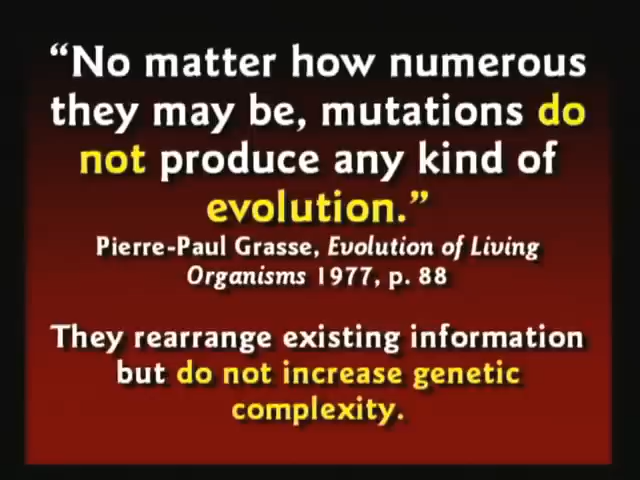 “No matter how numerous
they may be, mutations do
not produce any kind of
evolution.”
Pierre-Paul Grasse, Evolution of Living
Organisms 1977, p. 88
They rearrange existing information
but do not increase genetic
complexity.